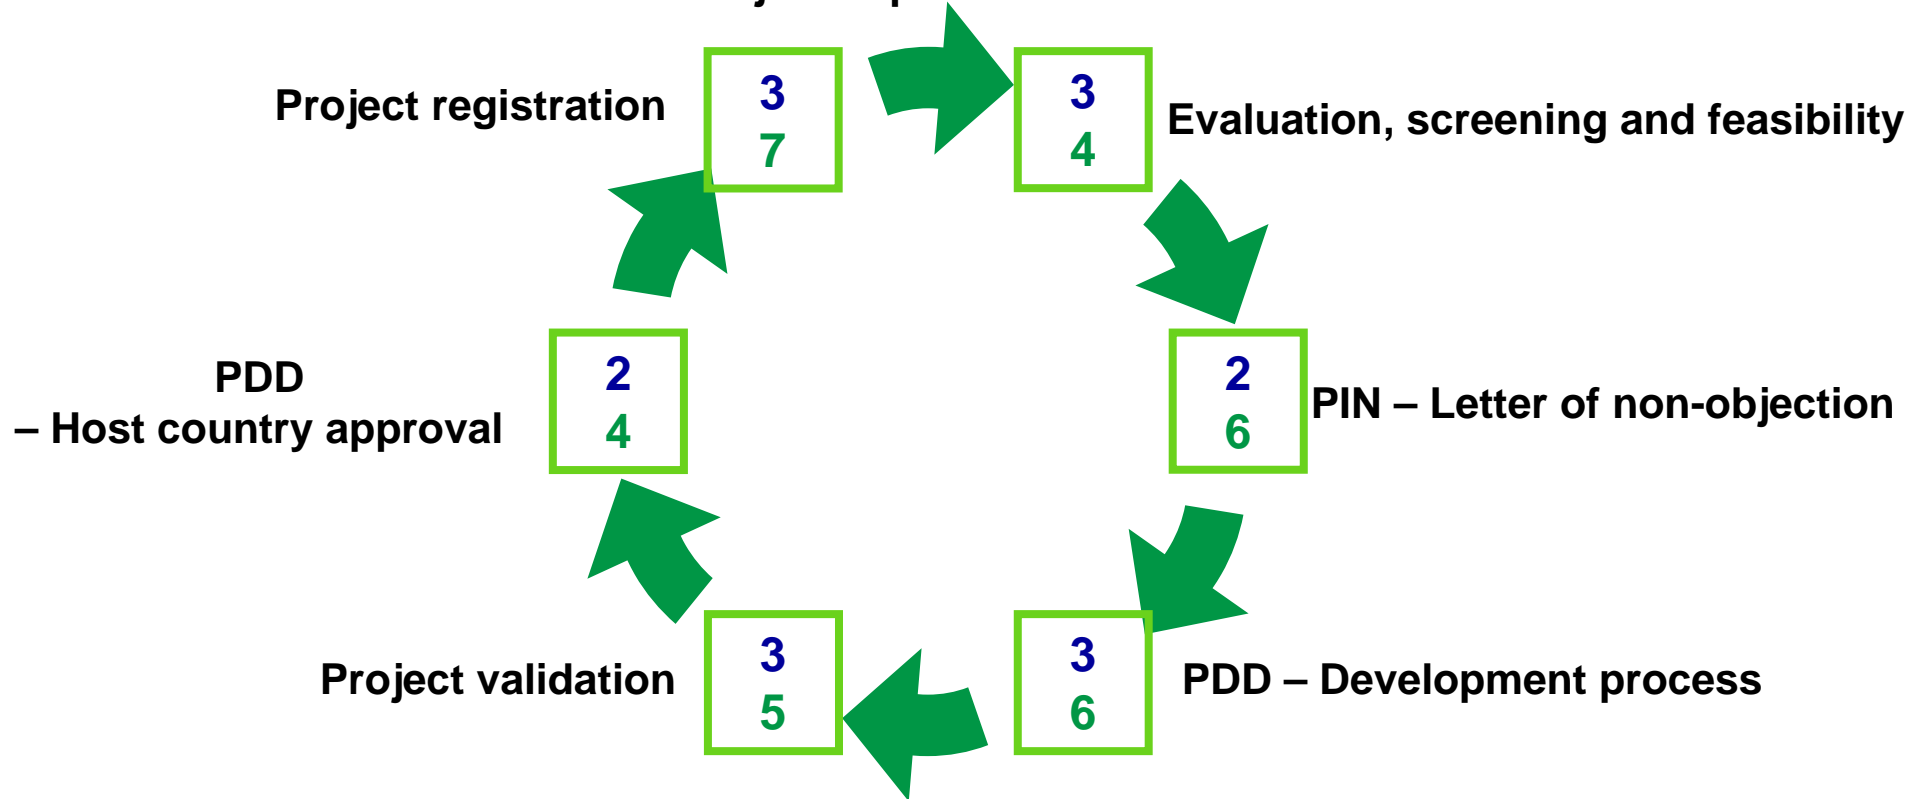 Project registration
3
7
3
4
Evaluation, screening and feasibility
PDD
– Host country approval
2
4
2
6
PIN – Letter of non-objection
Project validation
3
5
3
6
PDD – Development process